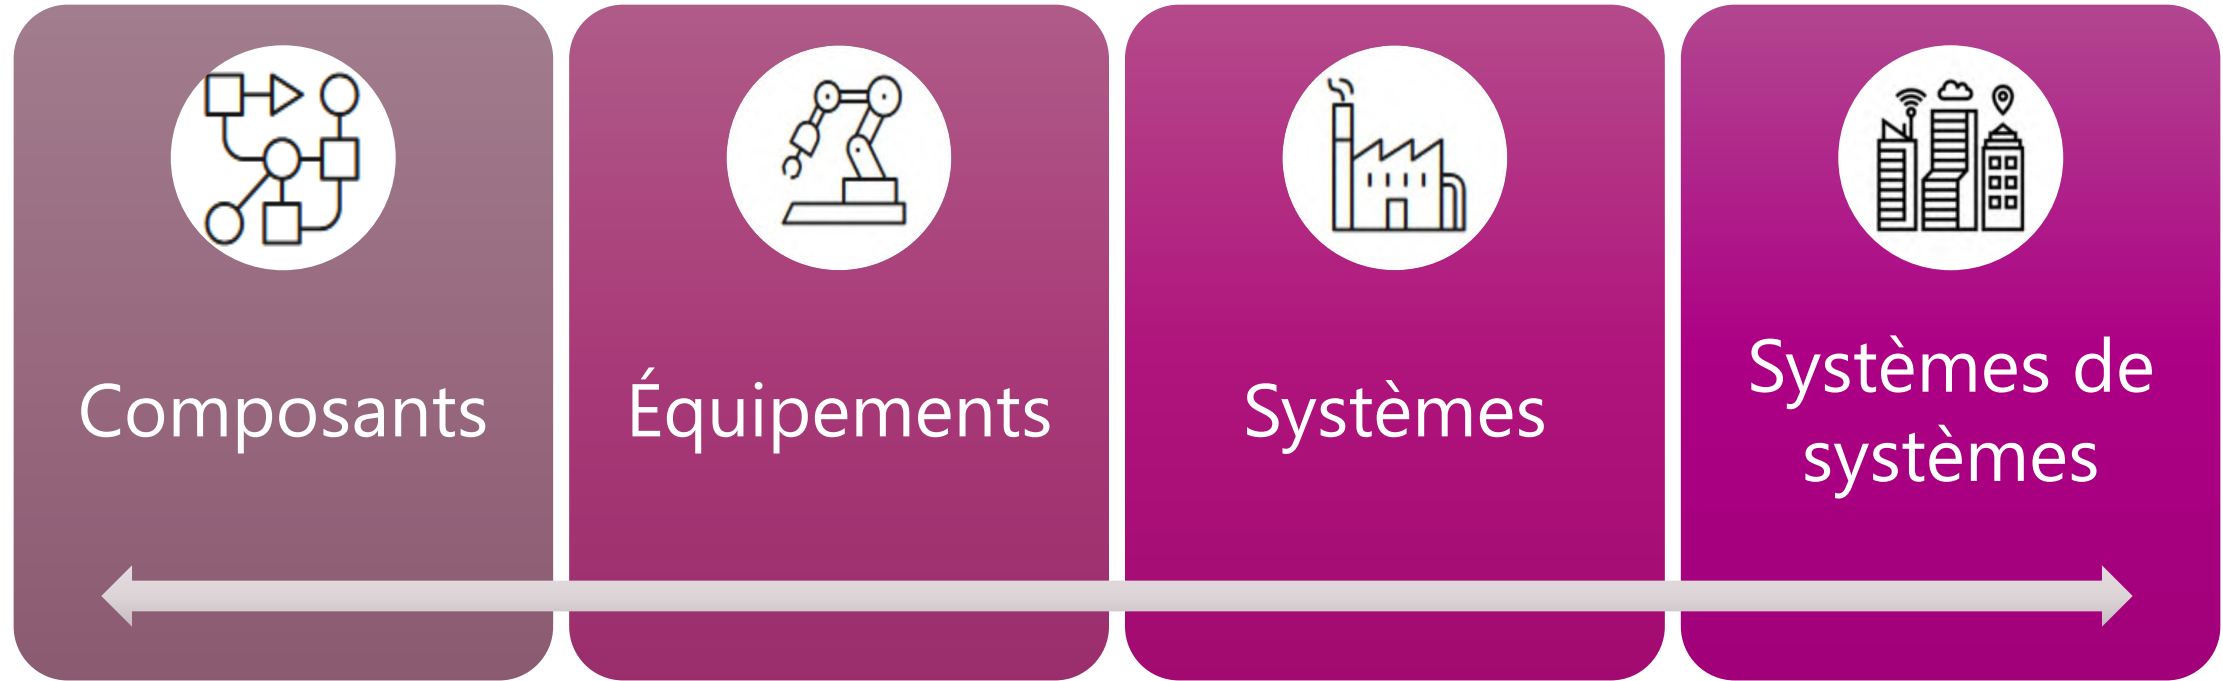 Composants
Équipements
Systèmes
Systèmes de
systèmes